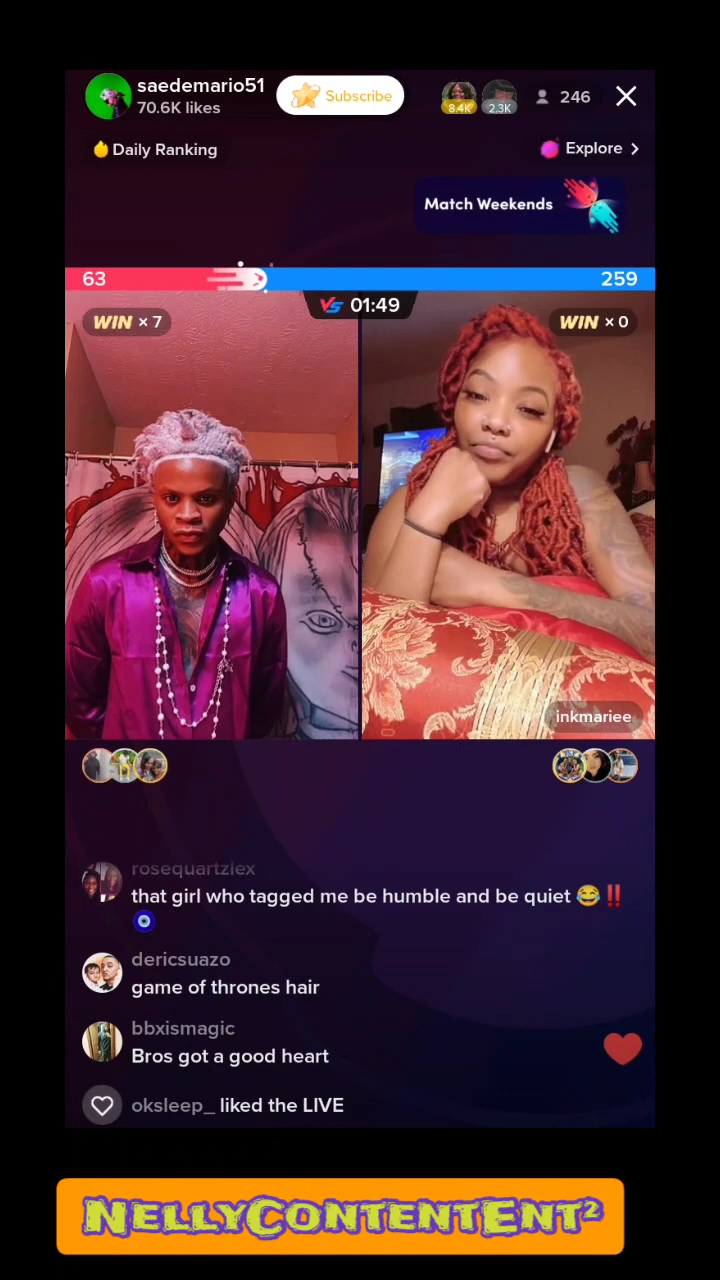 saedemario51
70.6K likes
Subscribe
8.4K
2.3K
246
Daily Ranking
Explore
Match Weekends
63
259
VS 01:49
WIN × 7
WIN × 0
inkmariee
rosequartzlex
that girl who tagged me be humble and be quiet 😂‼️
🧿
dericsuazo
game of thrones hair
bbxismagic
Bros got a good heart
oksleep_ liked the LIVE
NELLYCONTENTENT²